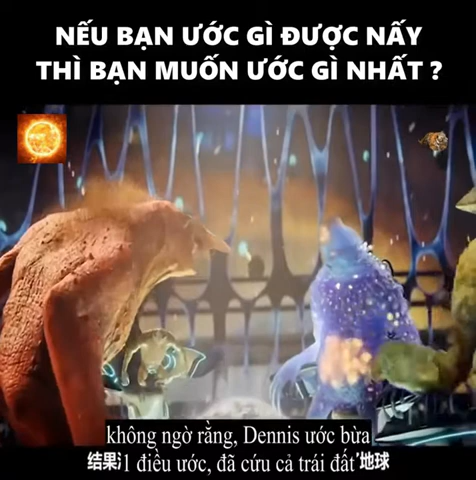 NẾU BẠN ƯỚC GÌ ĐƯỢC NẤY
THÌ BẠN MUỐN ƯỚC GÌ NHẤT ?
không ngờ rằng, Dennis ước bừa
结果 1 điều ước, đã cứu cả trái đất 地球